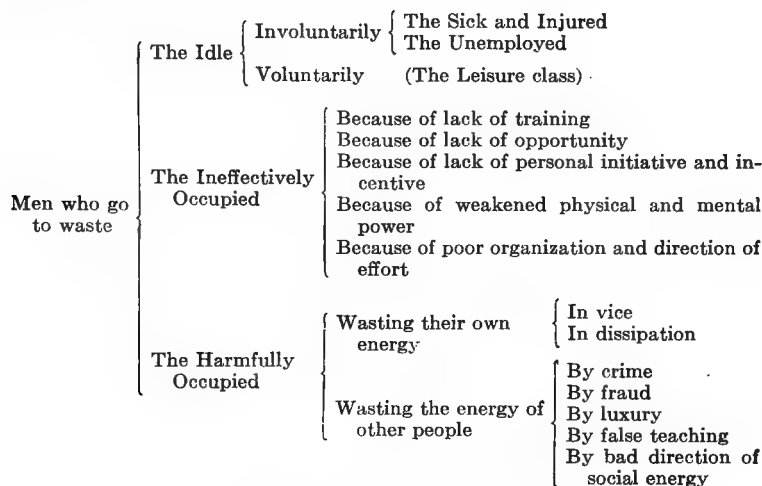 Men who go
to waste
The Idle
Involuntarily
The Sick and Injured
The Unemployed
Voluntarily (The Leisure class)
The Ineffectively
Occupied
Because of lack of training
Because of lack of opportunity
Because of lack of personal initiative and in-
centive
Because of weakened physical and mental
power
Because of poor organization and direction of
effort
The Harmfully
Occupied
Wasting their own
energy
In vice
In dissipation
Wasting the energy of
other people
By crime
By fraud
By luxury
By false teaching
By bad direction of
social energy